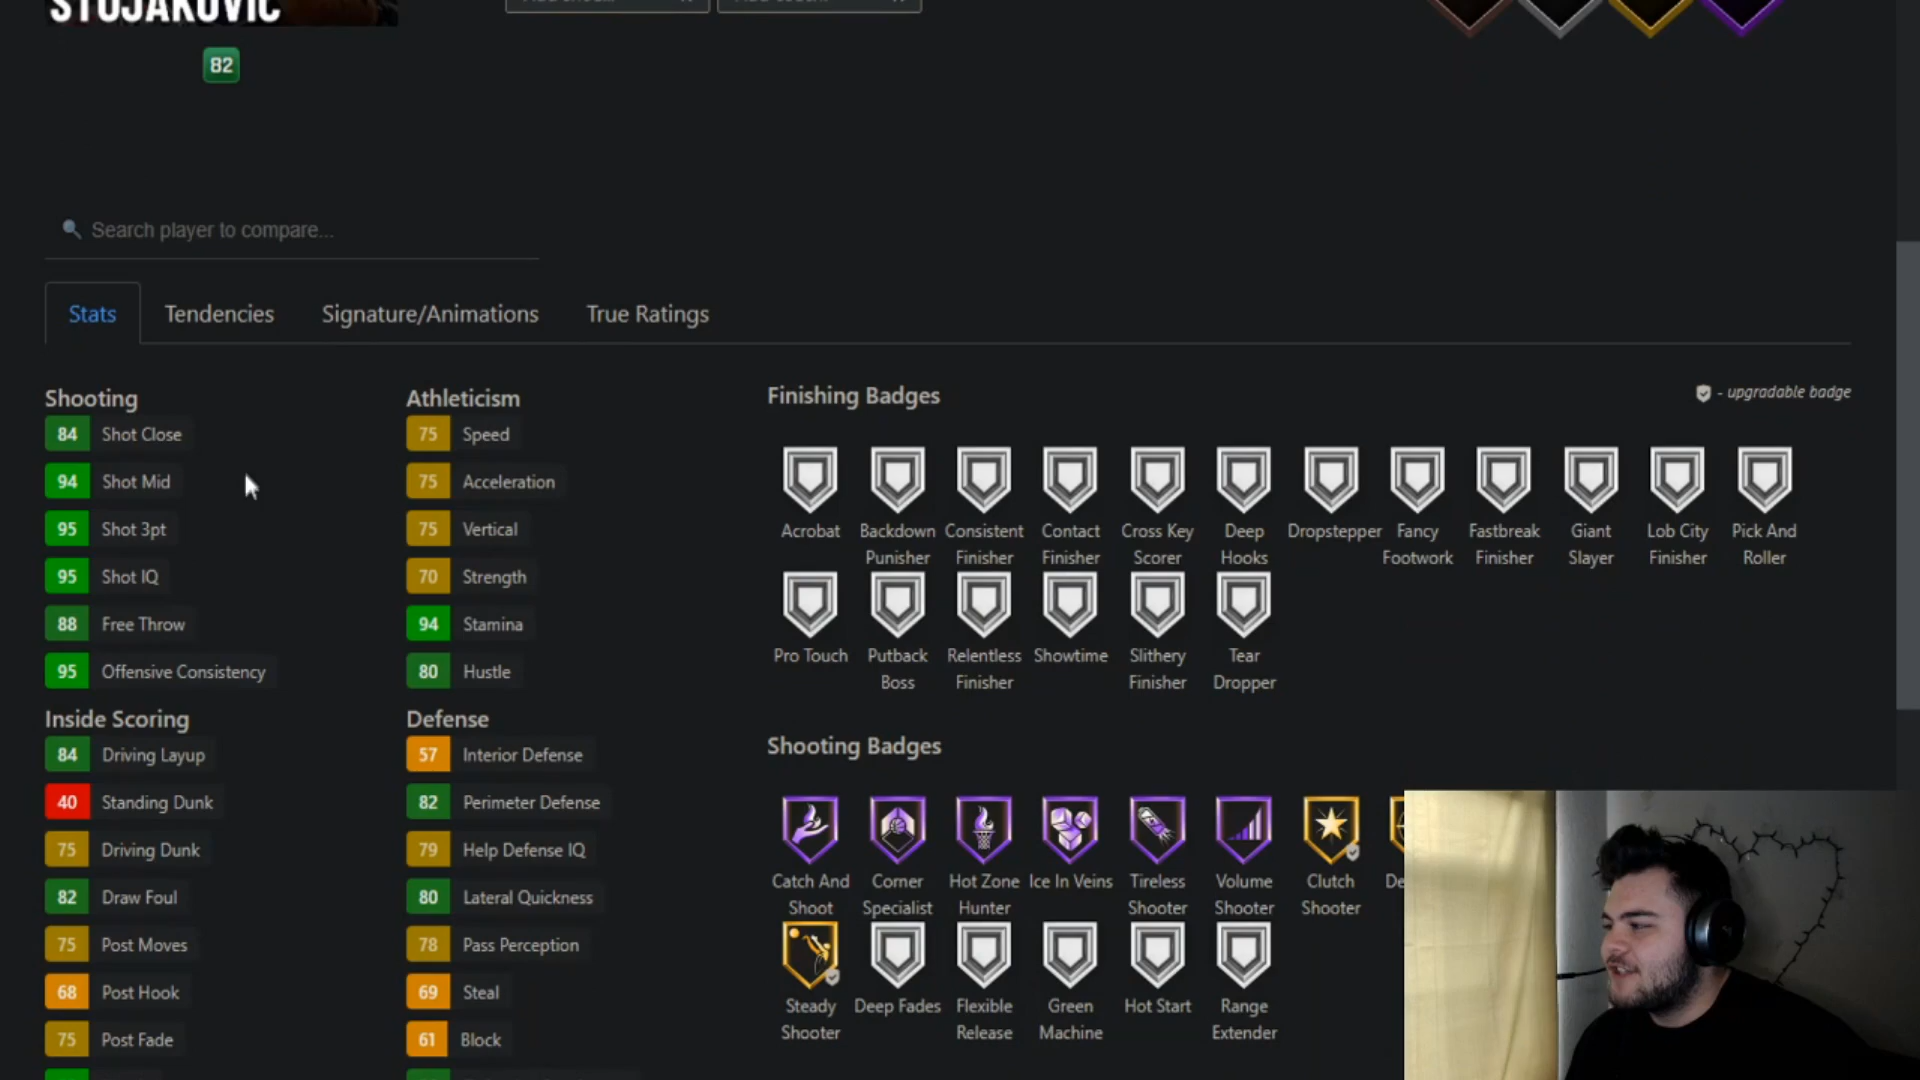 STOJAKOVIC
82
Search player to compare...
Stats Tendencies Signature/Animations True Ratings
Shooting
84 Shot Close
94 Shot Mid
95 Shot 3pt
95 Shot IQ
88 Free Throw
95 Offensive Consistency
Inside Scoring
84 Driving Layup
40 Standing Dunk
75 Driving Dunk
82 Draw Foul
75 Post Moves
68 Post Hook
75 Post Fade
Athleticism
75 Speed
75 Acceleration
75 Vertical
70 Strength
94 Stamina
80 Hustle
Defense
57 Interior Defense
82 Perimeter Defense
79 Help Defense IQ
80 Lateral Quickness
78 Pass Perception
69 Steal
61 Block
Finishing Badges
- upgradable badge
Acrobat Backdown Consistent Contact Cross Key Deep Dropstepper Fancy Fastbreak Giant Lob City Pick And
Punisher Finisher Finisher Scorer Hooks Footwork Finisher Slayer Finisher Roller
Pro Touch Putback Relentless Showtime Slithery Tear
Boss Finisher Finisher Dropper
Shooting Badges
Catch And Corner Hot Zone Ice In Veins Tireless Volume Clutch De
Shoot Specialist Hunter Shooter Shooter Shooter
Steady Deep Fades Flexible Green Hot Start Range
Shooter Release Machine Extender